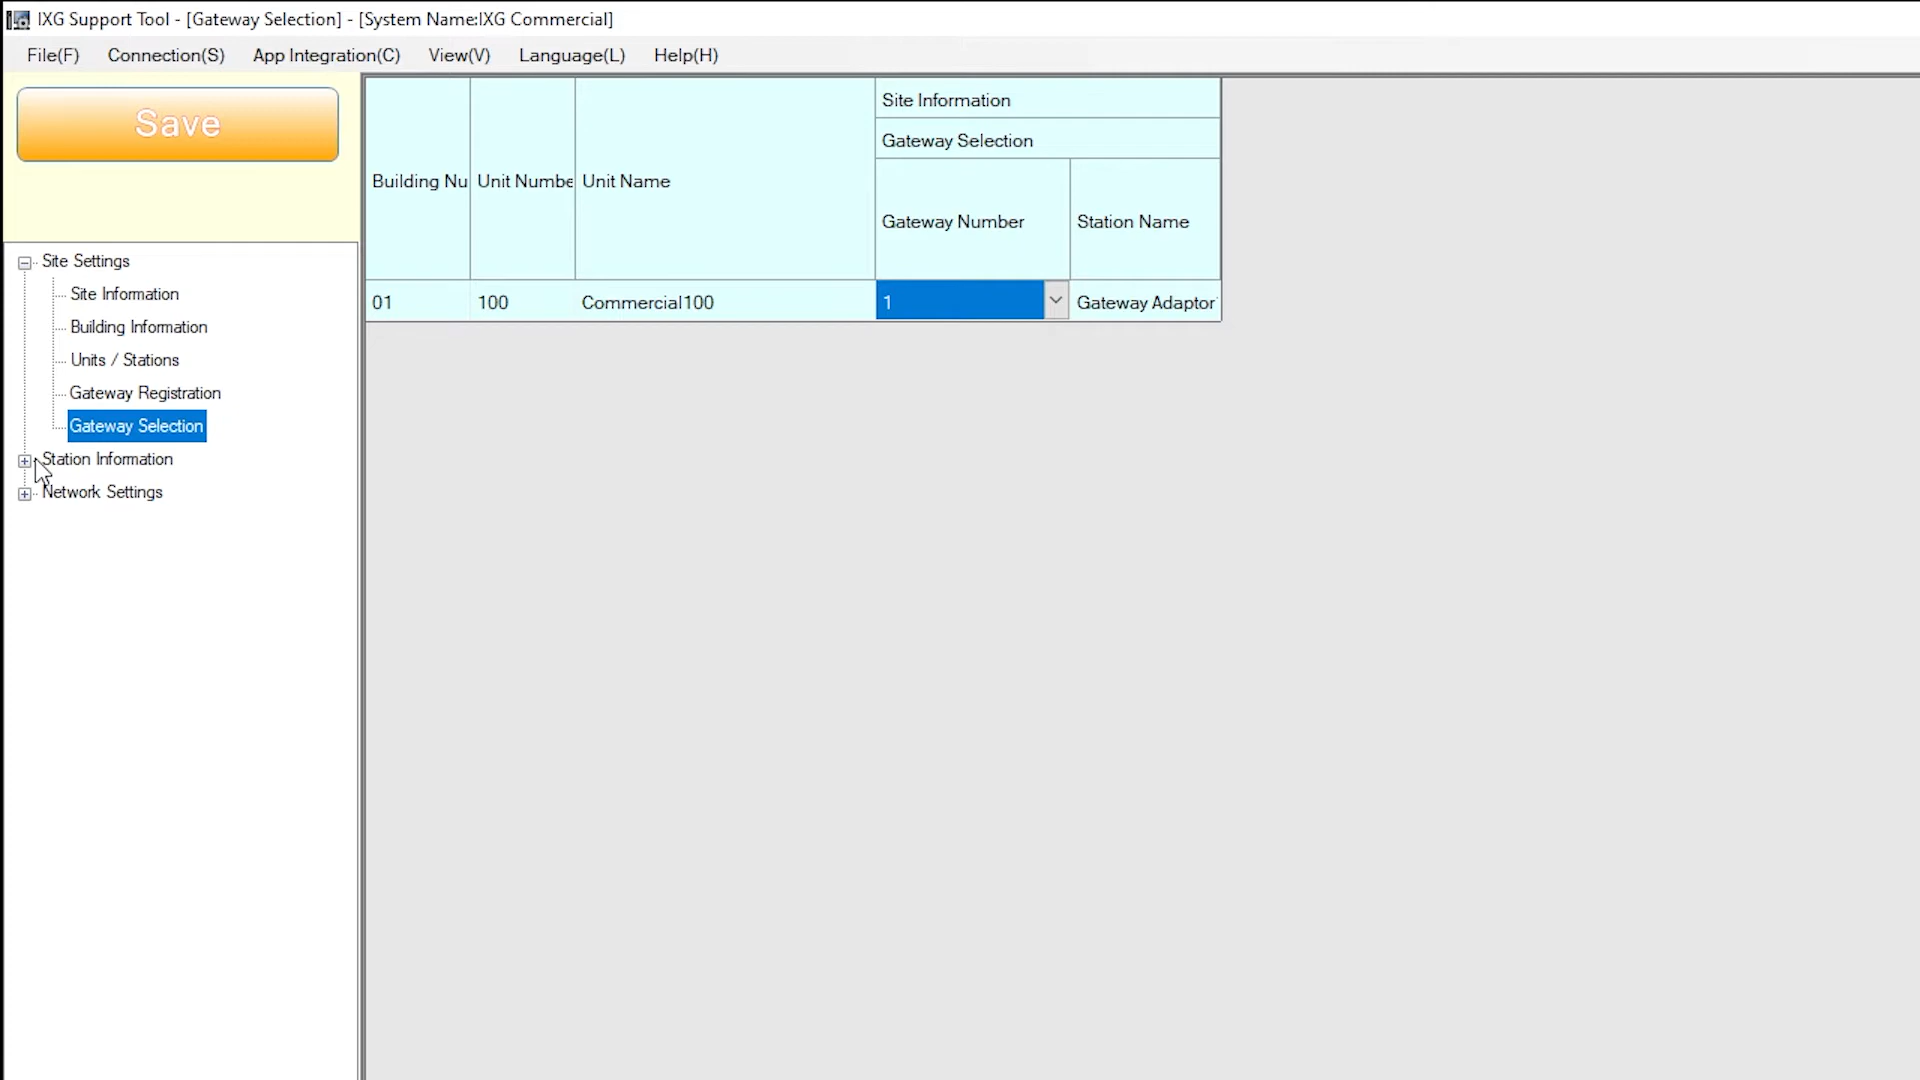 IXG Support Tool - [Gateway Selection] - [System Name:IXG Commercial]
File(F) Connection(S) App Integration(C) View(V) Language(L) Help(H)
Save
Site Settings
Site Information
Building Information
Units / Stations
Gateway Registration
Gateway Selection
Station Information
Network Settings
Site Information
Gateway Selection
Building Nu Unit Numbe Unit Name
Gateway Number Station Name
01 100 Commercial100 1 Gateway Adaptor